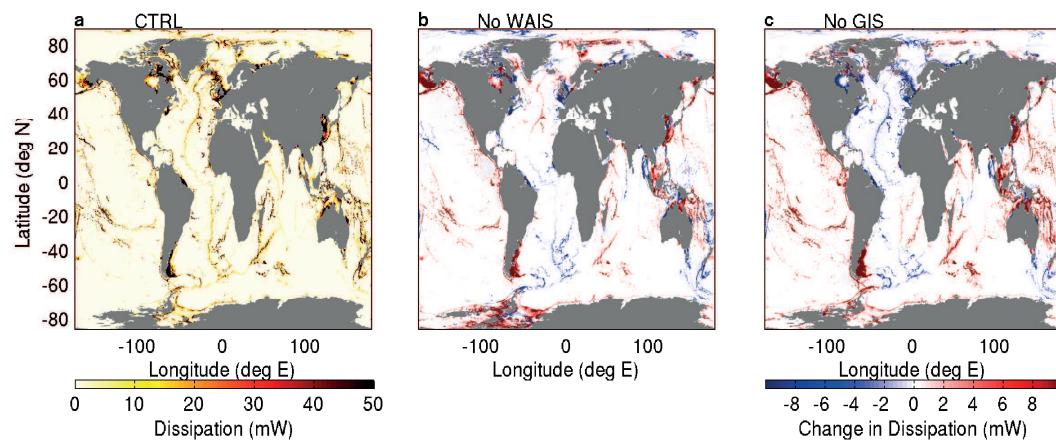 a CTRL
b No WAIS
c No GIS
Latitude (deg N)
80
60
40
20
0
-20
-40
-60
-80
-100 0 100
-100 0 100
-100 0 100
Longitude (deg E)
Longitude (deg E)
Longitude (deg E)
0 10 20 30 40 50
Dissipation (mW)
-8 -6 -4 -2 0 2 4 6 8
Change in Dissipation (mW)